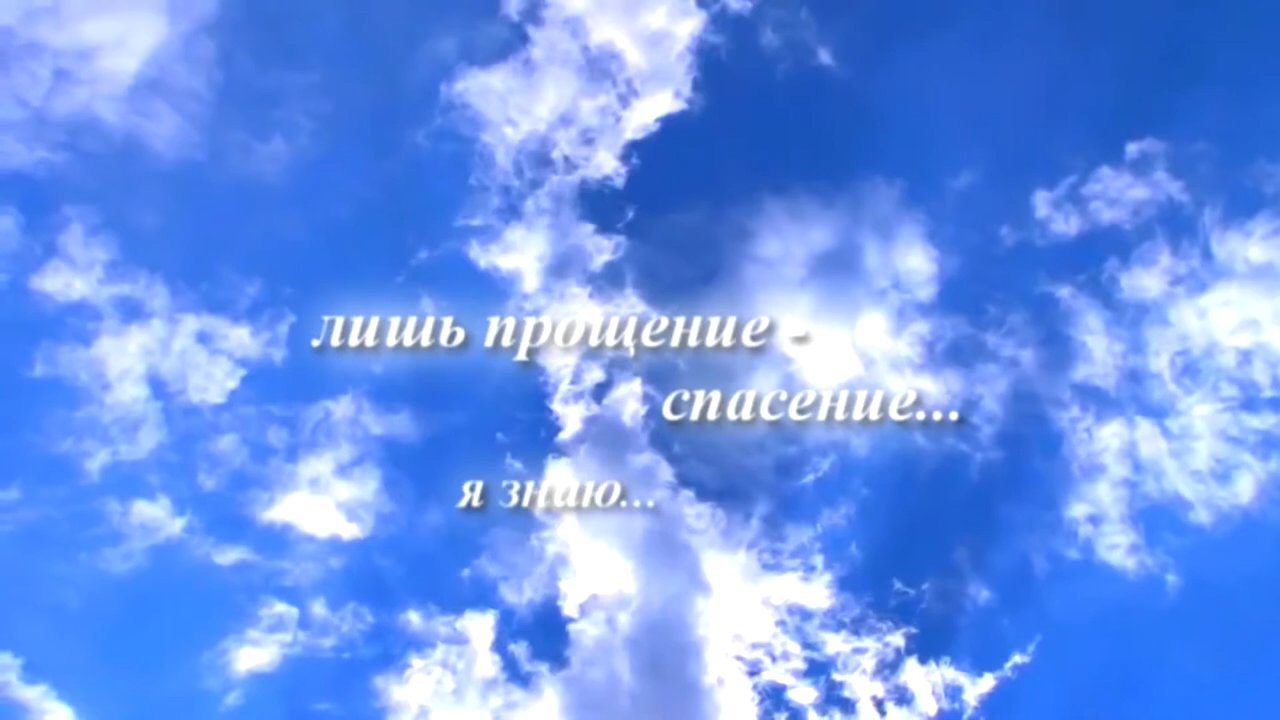 лишь прощение -
спасение...
я знаю...